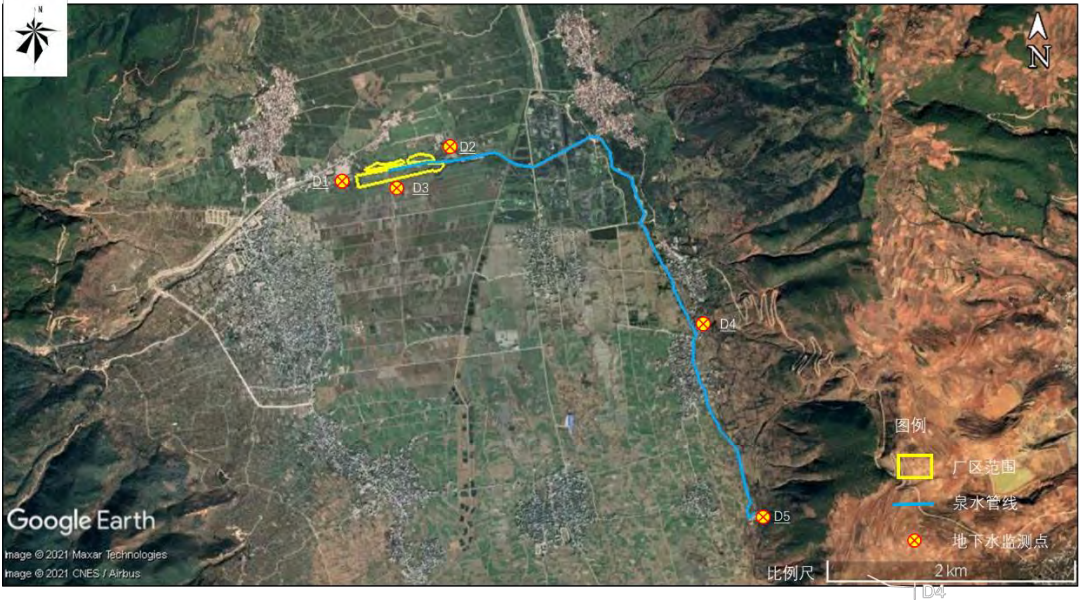 N
N
D2
D1
D3
D4
D5
图例
厂区范围
泉水管线
地下水监测点
Google Earth
Image © 2021 Maxar Technologies
Image © 2021 CNES / Airbus
比例尺
2 km
D4